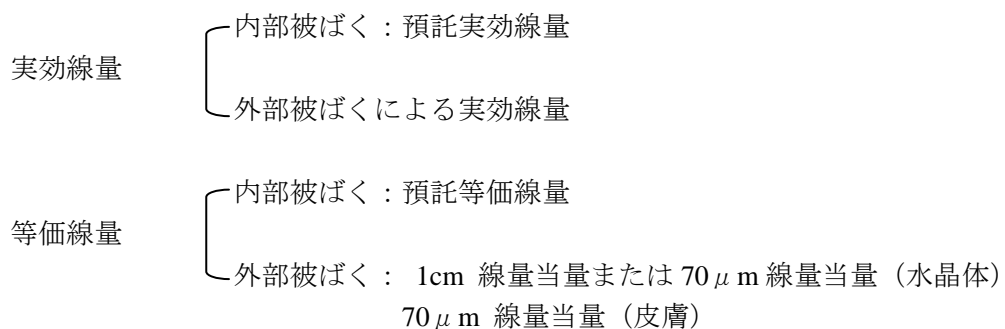 内部被ばく：預託実効線量
実効線量
外部被ばくによる実効線量
内部被ばく：預託等価線量
等価線量
外部被ばく： 1cm 線量当量または 70μm 線量当量（水晶体）
70μm 線量当量（皮膚）